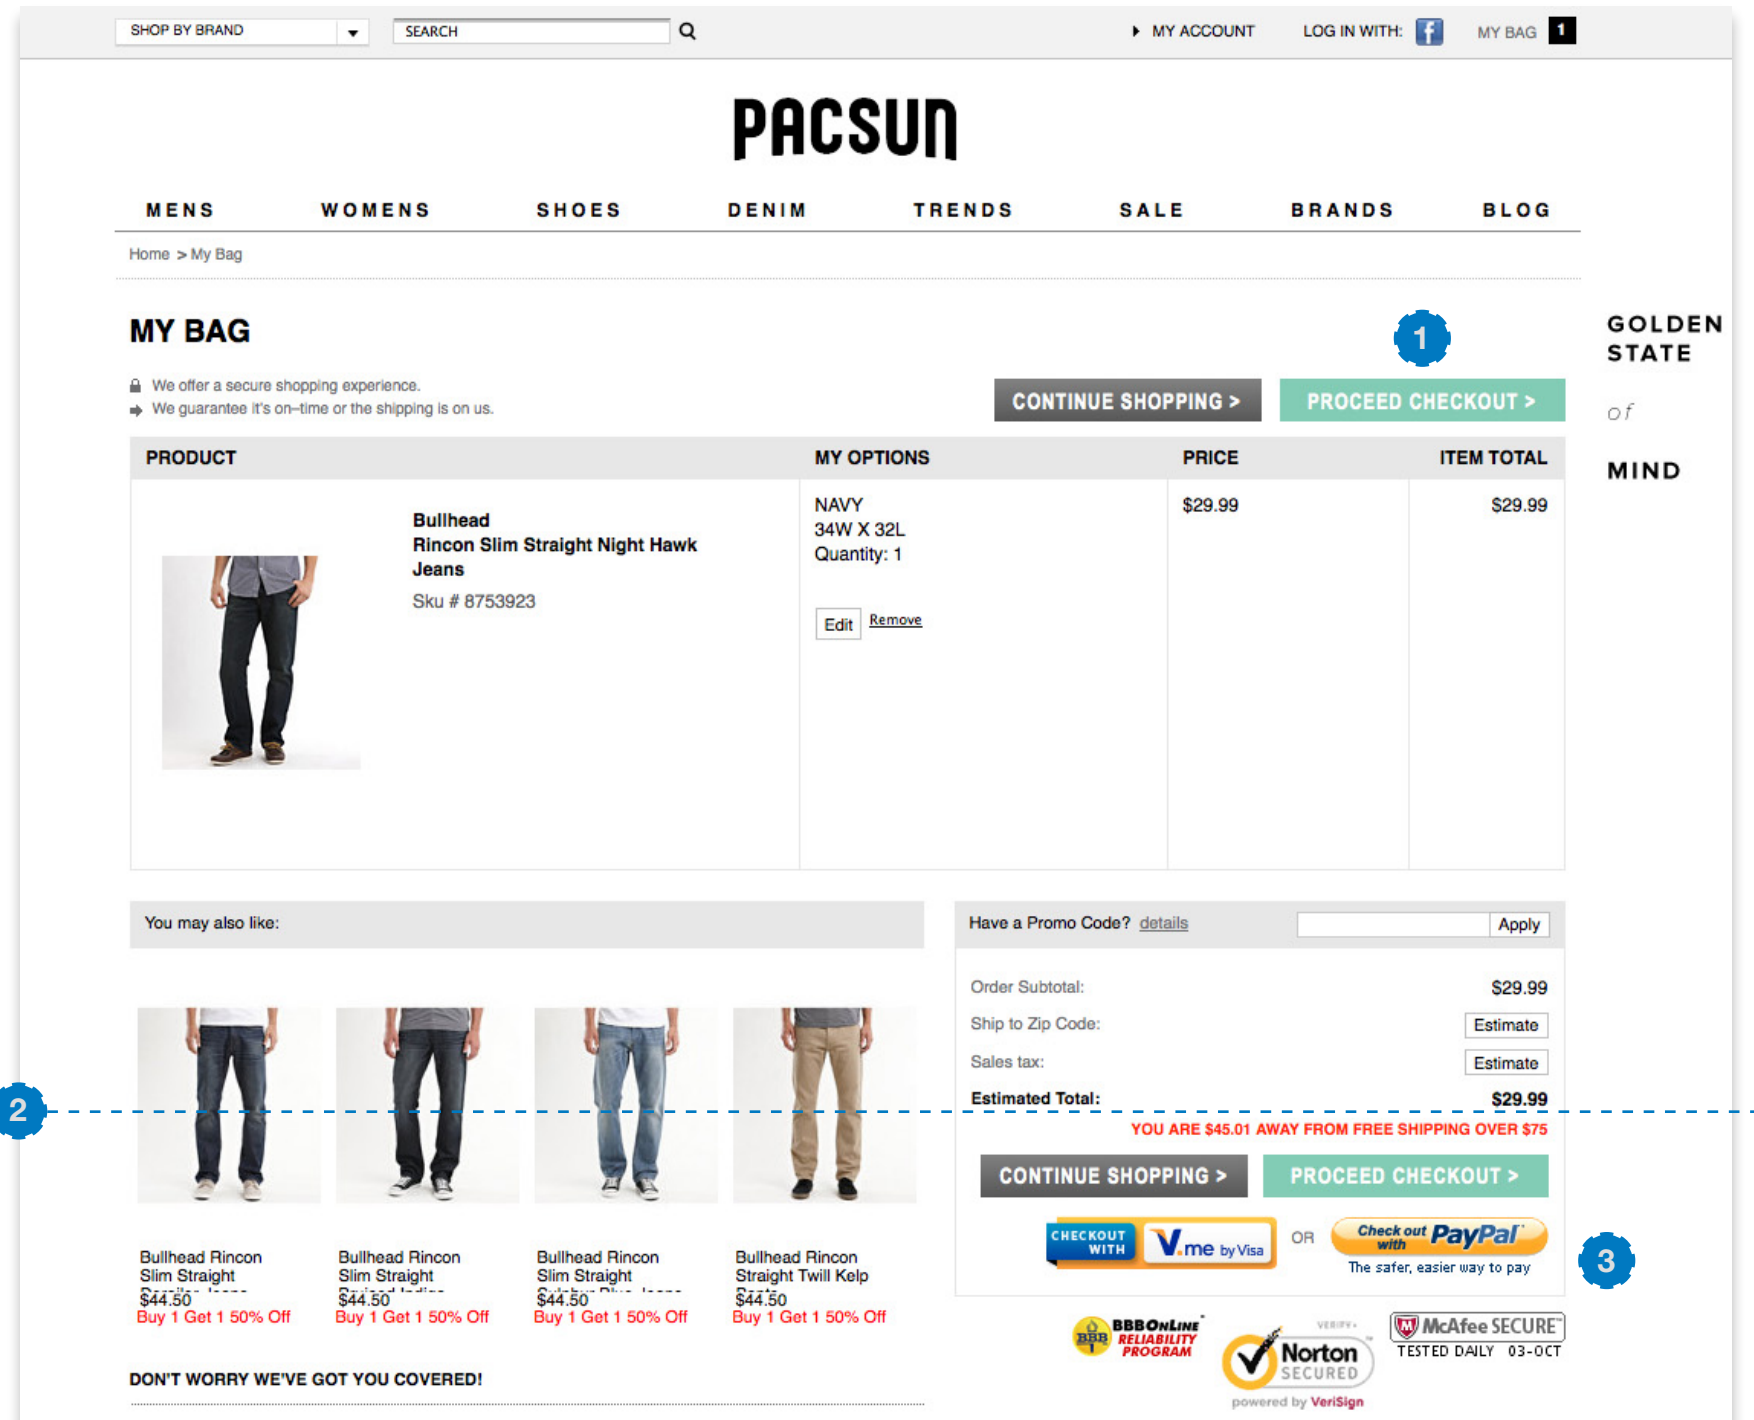 SHOP BY BRAND
SEARCH
MY ACCOUNT
LOG IN WITH: f
MY BAG 1
PACSUN
MENS WOMENS SHOES DENIM TRENDS SALE BRANDS BLOG
Home > My Bag
MY BAG
1
GOLDEN
STATE
of
MIND
We offer a secure shopping experience.
We guarantee it's on–time or the shipping is on us.
CONTINUE SHOPPING >
PROCEED CHECKOUT >
PRODUCT MY OPTIONS PRICE ITEM TOTAL
Bullhead
Rincon Slim Straight Night Hawk
Jeans
Sku # 8753923
NAVY
34W X 32L
Quantity: 1
Edit Remove
$29.99
$29.99
You may also like:
Bullhead Rincon
Slim Straight
$44.50
Buy 1 Get 1 50% Off
Bullhead Rincon
Slim Straight
$44.50
Buy 1 Get 1 50% Off
Bullhead Rincon
Slim Straight
$44.50
Buy 1 Get 1 50% Off
Bullhead Rincon
Straight Twill Kelp
$44.50
Buy 1 Get 1 50% Off
2
DON'T WORRY WE'VE GOT YOU COVERED!
Have a Promo Code? details
Apply
Order Subtotal: $29.99
Ship to Zip Code: Estimate
Sales tax: Estimate
Estimated Total: $29.99
YOU ARE $45.01 AWAY FROM FREE SHIPPING OVER $75
CONTINUE SHOPPING >
PROCEED CHECKOUT >
CHECKOUT
WITH
V.me by Visa
OR
Check out
with
PayPal
The safer, easier way to pay
3
BBB
BBBONLINE
RELIABILITY
PROGRAM
VERIFY
Norton
SECURED
powered by VeriSign
McAfee SECURE
TESTED DAILY 03-OCT